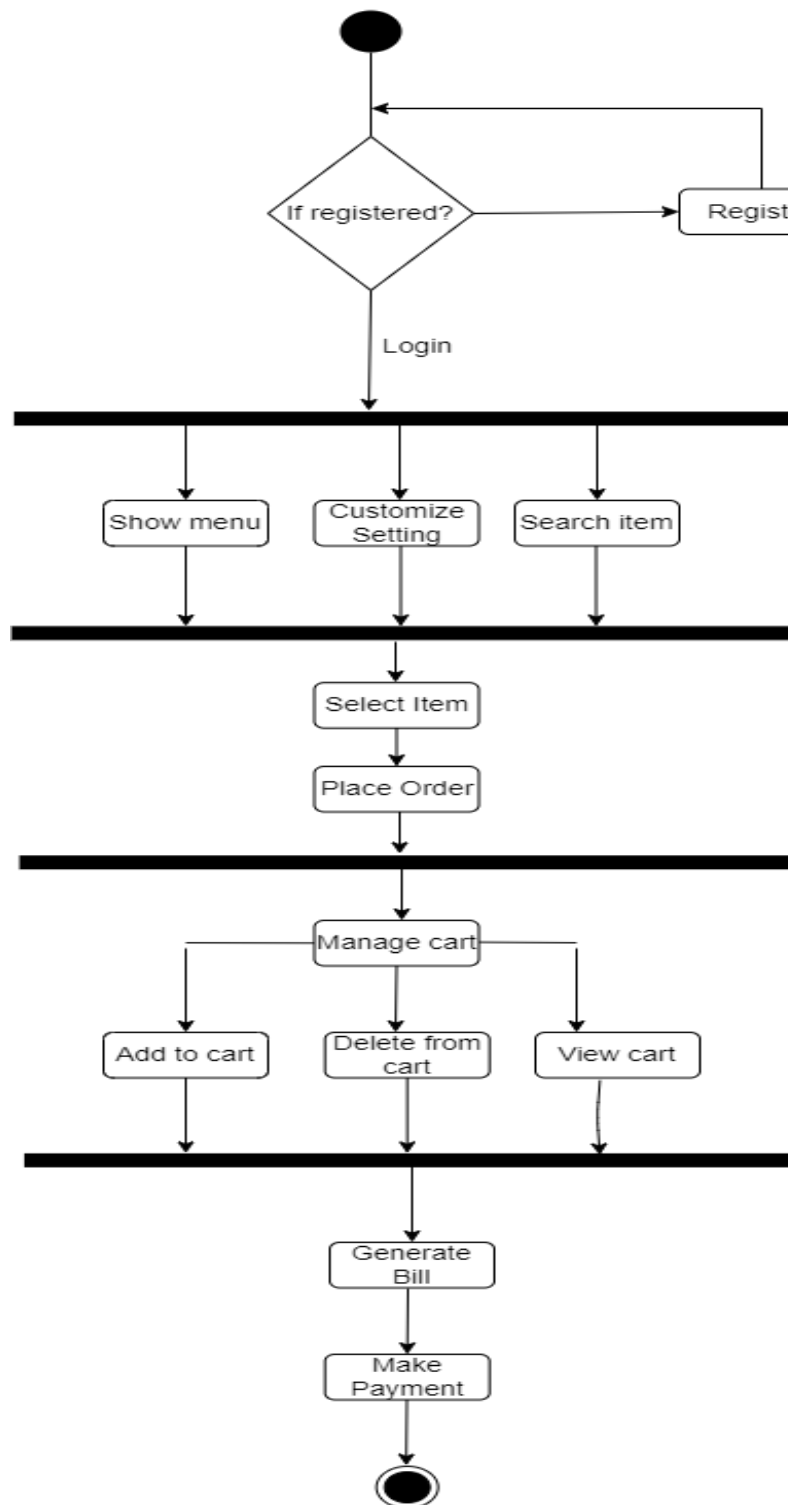 If registered?
Regist
Login
Show menu
Customize
Setting
Search item
Select Item
Place Order
Manage cart
Add to cart
Delete from
cart
View cart
Generate
Bill
Make
Payment